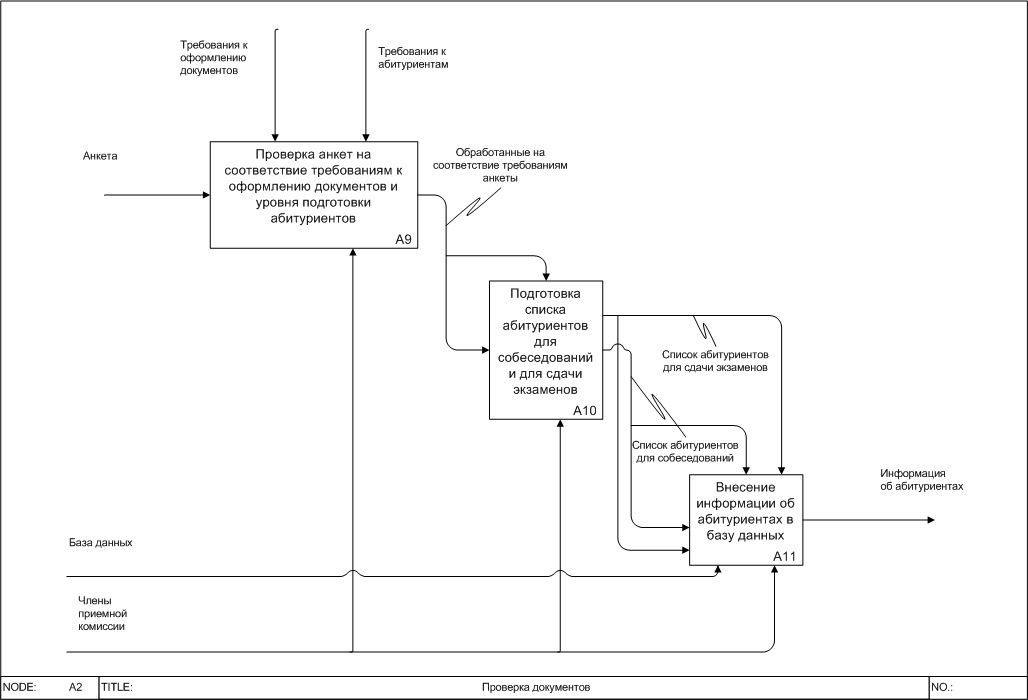 Требования к
оформлению
документов
Требования к
абитуриентам
Анкета
Проверка анкет на
соответствие требованиям к
оформлению документов и
уровня подготовки
абитуриентов
A9
Обработанные на
соответствие требованиям
анкеты
Подготовка
списка
абитуриентов
для
собеседований
и для сдачи
экзаменов
A10
Список абитуриентов
для сдачи экзаменов
Список абитуриентов
для собеседований
Внесение
информации об
абитуриентах в
базу данных
A11
Информация
об абитуриентах
База данных
Члены
приемной
комиссии
NODE: A2 TITLE: Проверка документов NO.: